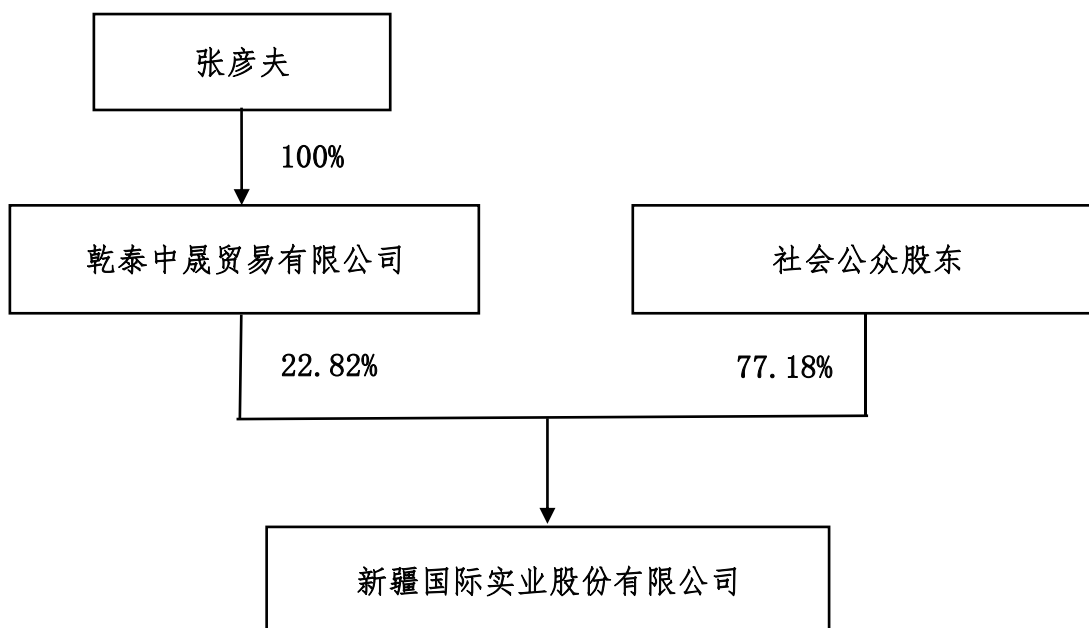 张彦夫
100%
乾泰中晟贸易有限公司
社会公众股东
22.82%
77.18%
新疆国际实业股份有限公司